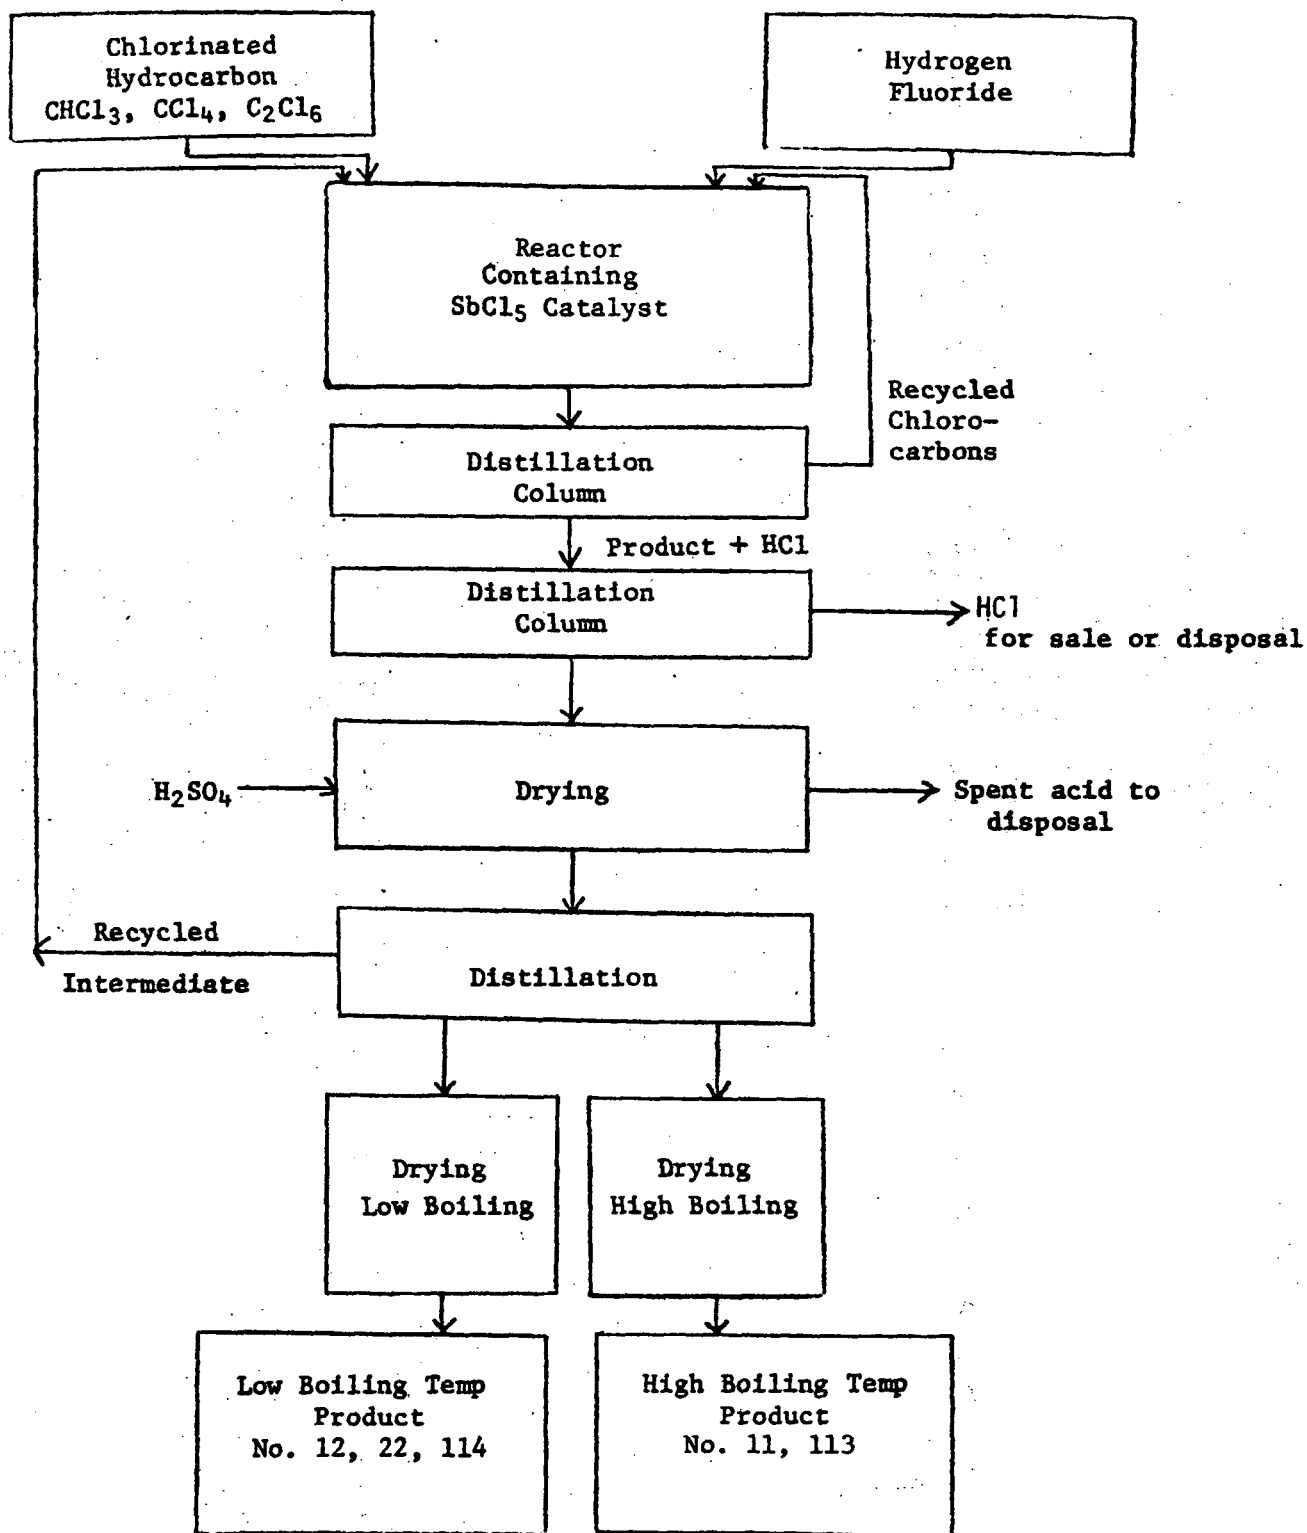 Chlorinated
Hydrocarbon
CHCl3, CCl4, C2Cl6
Hydrogen
Fluoride
Reactor
Containing
SbCl5 Catalyst
Recycled
Chloro-
carbons
Distillation
Column
Product + HCl
Distillation
Column
HCl
for sale or disposal
H2SO4
Drying
Spent acid to
disposal
Recycled
Intermediate
Distillation
Drying
Low Boiling
Drying
High Boiling
Low Boiling Temp
Product
No. 12, 22, 114
High Boiling Temp
Product
No. 11, 113